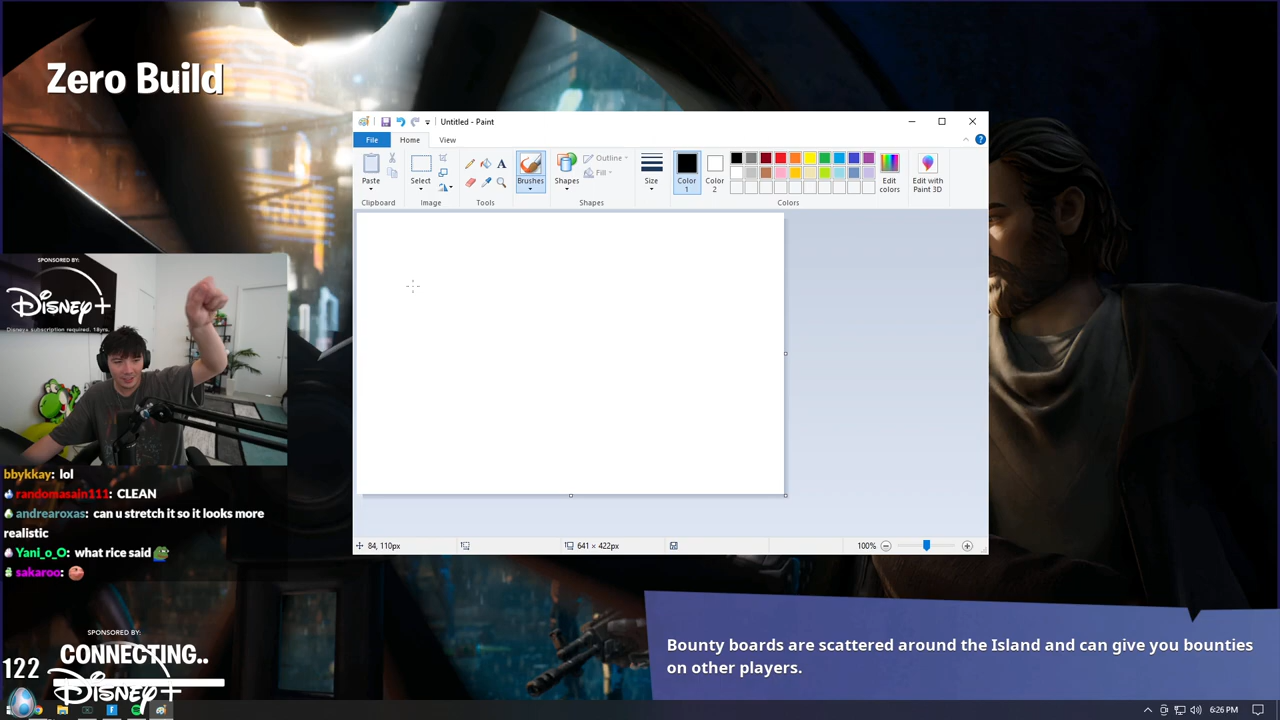 Zero Build
Untitled - Paint
File
Home
View
Paste
Select
Brushes
Shapes
Outline
Fill
Size
Color
1
Color
2
Edit
colors
Edit with
Paint 3D
Clipboard
Image
Tools
Shapes
Colors
84, 110px
641 × 422px
100%
SPONSORED BY:
Disney+
Disney+ subscription required. 18yrs.
bbykkay: lol
randomasain111: CLEAN
andrearoxas: can u stretch it so it looks more
realistic
Yani_o_O: what rice said
sakaroo:
SPONSORED BY:
CONNECTING..
Disney+
122
Bounty boards are scattered around the Island and can give you bounties
on other players.
6:26 PM